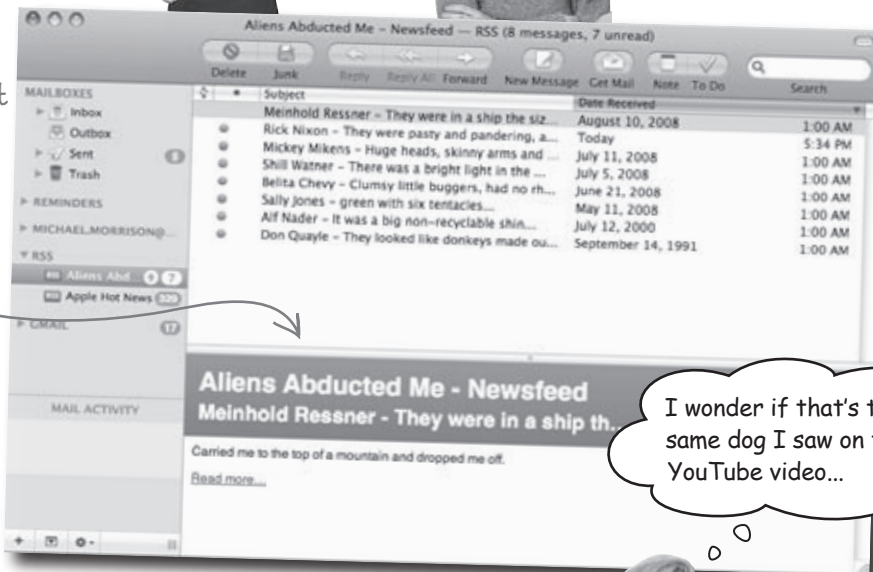 Aliens Abducted Me – Newsfeed — RSS (8 messages, 7 unread)
Delete Junk Reply Reply All Forward New Message Get Mail Note To Do Search
MAILBOXES
Inbox
Outbox
Sent
Trash
REMINDERS
MICHAEL.MORRISON@...
RSS
Aliens Abd... 7
Apple Hot News
GMAIL 17
MAIL ACTIVITY
Subject Date Received
Meinhold Ressner – They were in a ship the siz... August 10, 2008 1:00 AM
Rick Nixon – They were pasty and pandering, a... Today 5:34 PM
Mickey Mikens – Huge heads, skinny arms and ... July 11, 2008 1:00 AM
Shill Watner – There was a bright light in the ... July 5, 2008 1:00 AM
Belita Chevy – Clumsy little buggers, had no rh... June 21, 2008 1:00 AM
Sally Jones – green with six tentacles... May 11, 2008 1:00 AM
Alf Nader – It was a big non-recyclable shin... July 12, 2000 1:00 AM
Don Quayle – They looked like donkeys made ou... September 14, 1991 1:00 AM
Aliens Abducted Me - Newsfeed
Meinhold Ressner - They were in a ship th...
Carried me to the top of a mountain and dropped me off.
Read more...
I wonder if that's
same dog I saw on
YouTube video...